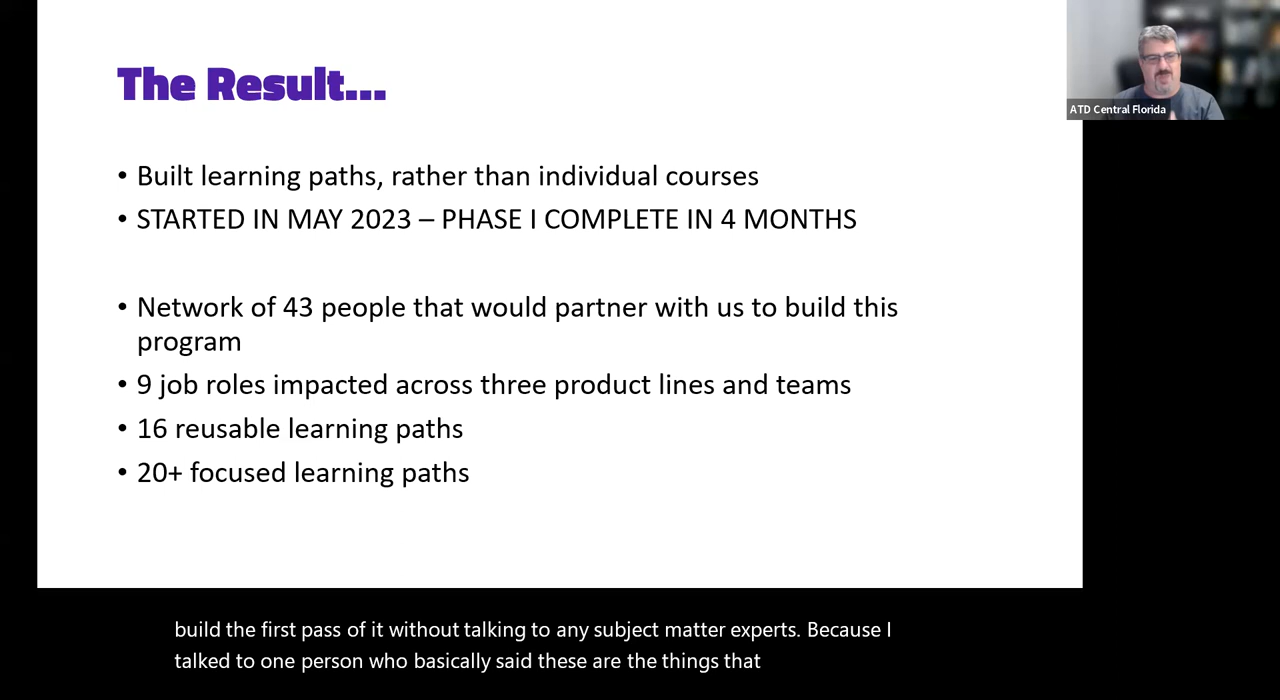 The Result...
• Built learning paths, rather than individual courses
• STARTED IN MAY 2023 – PHASE I COMPLETE IN 4 MONTHS
• Network of 43 people that would partner with us to build this
program
• 9 job roles impacted across three product lines and teams
• 16 reusable learning paths
• 20+ focused learning paths
ATD Central Florida
build the first pass of it without talking to any subject matter experts. Because I
talked to one person who basically said these are the things that